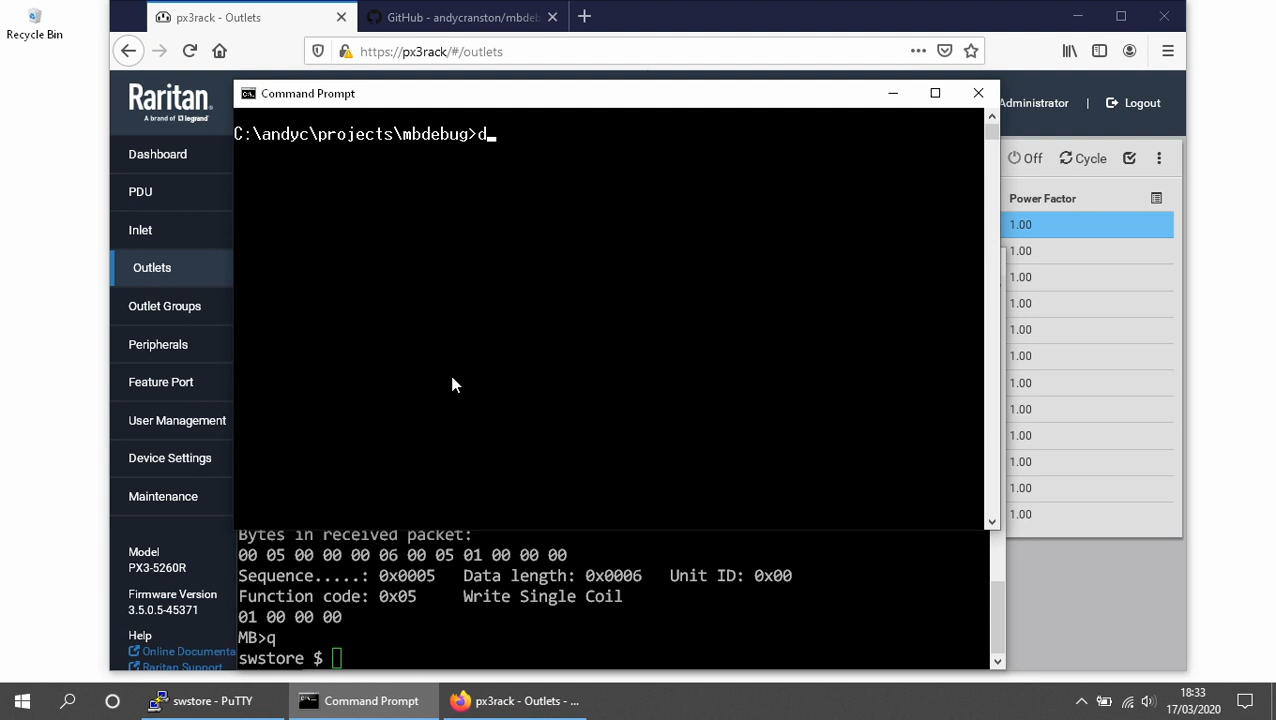 Recycle Bin
px3rack - Outlets
GitHub - andycranston/mbdeb
https://px3rack/#/outlets
Raritan
A brand of legrand
Command Prompt
Administrator
Logout
C:\andyc\projects\mbdebug>d_
Off
Cycle
Power Factor
1.00
1.00
1.00
1.00
1.00
1.00
1.00
1.00
1.00
1.00
1.00
1.00
Dashboard
PDU
Inlet
Outlets
Outlet Groups
Peripherals
Feature Port
User Management
Device Settings
Maintenance
Model
PX3-5260R
Firmware Version
3.5.0.5-45371
Help
Online Documenta
Raritan Support
Bytes in received packet:
00 05 00 00 00 06 00 05 01 00 00 00
Sequence.....: 0x0005 Data length: 0x0006 Unit ID: 0x00
Function code: 0x05 Write Single Coil
01 00 00 00
MB>q
swstore $
swstore - PuTTY
Command Prompt
px3rack - Outlets - ...
18:33
17/03/2020